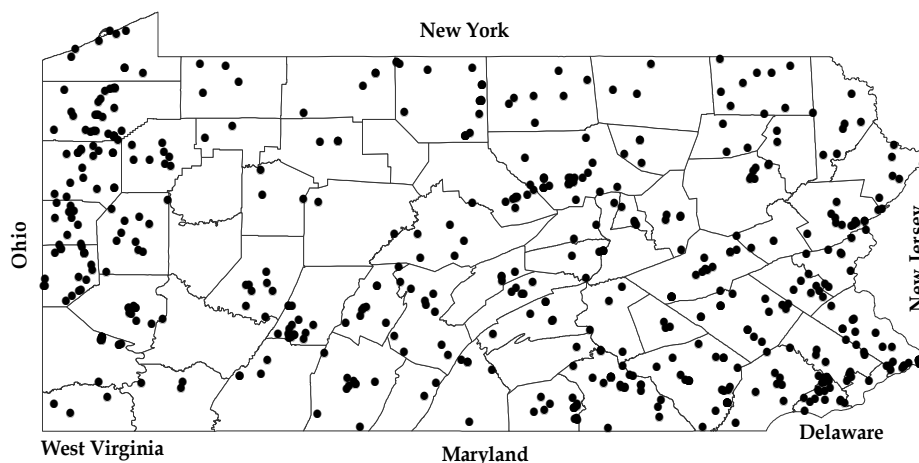 New York
Ohio
New Jersey
West Virginia
Maryland
Delaware